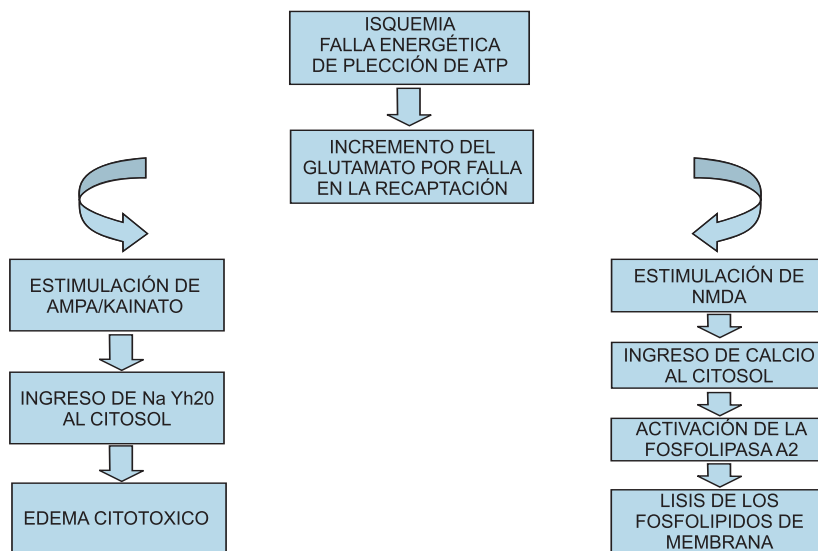 ISQUEMIA
FALLA ENERGÉTICA
DE PLECCIÓN DE ATP
INCREMENTO DEL
GLUTAMATO POR FALLA
EN LA RECAPTACIÓN
ESTIMULACIÓN DE
AMPA/KAINATO
INGRESO DE Na Yh20
AL CITOSOL
EDEMA CITOTOXICO
ESTIMULACIÓN DE
NMDA
INGRESO DE CALCIO
AL CITOSOL
ACTIVACIÓN DE LA
FOSFOLIPASA A2
LISIS DE LOS
FOSFOLIPIDOS DE
MEMBRANA